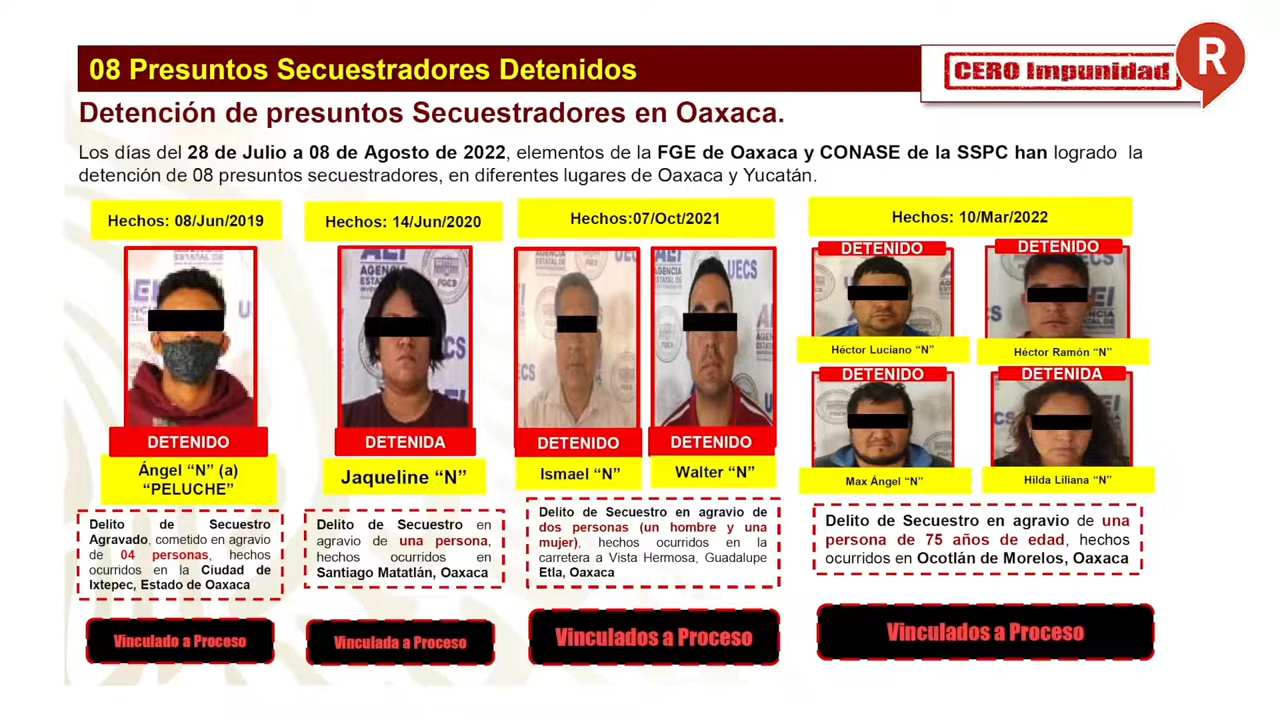 08 Presuntos Secuestradores Detenidos
CERO Impunidad
R
Detención de presuntos Secuestradores en Oaxaca.
Los días del 28 de Julio a 08 de Agosto de 2022, elementos de la FGE de Oaxaca y CONASE de la SSPC han logrado la
detención de 08 presuntos secuestradores, en diferentes lugares de Oaxaca y Yucatán.
Hechos: 08/Jun/2019
DETENIDO
Ángel “N” (a)
“PELUCHE”
Delito de Secuestro
Agravado, cometido en agravio
de 04 personas, hechos
ocurridos en la Ciudad de
Ixtepec, Estado de Oaxaca
Vinculado a Proceso
Hechos: 14/Jun/2020
AGENCIA
DETENIDA
Jaqueline “N”
Delito de Secuestro en
agravio de una persona,
hechos ocurridos en
Santiago Matatlán, Oaxaca
Vinculada a Proceso
Hechos:07/Oct/2021
UECS
DETENIDO
Ismael “N”
DETENIDO
Walter “N”
Delito de Secuestro en agravio de
dos personas (un hombre y una
mujer), hechos ocurridos en la
carretera a Vista Hermosa, Guadalupe
Etla, Oaxaca
Vinculados a Proceso
Hechos: 10/Mar/2022
DETENIDO
Héctor Luciano “N”
DETENIDO
Héctor Ramón “N”
DETENIDO
Max Ángel “N”
DETENIDA
Hilda Liliana “N”
Delito de Secuestro en agravio de una
persona de 75 años de edad, hechos
ocurridos en Ocotlán de Morelos, Oaxaca
Vinculados a Proceso